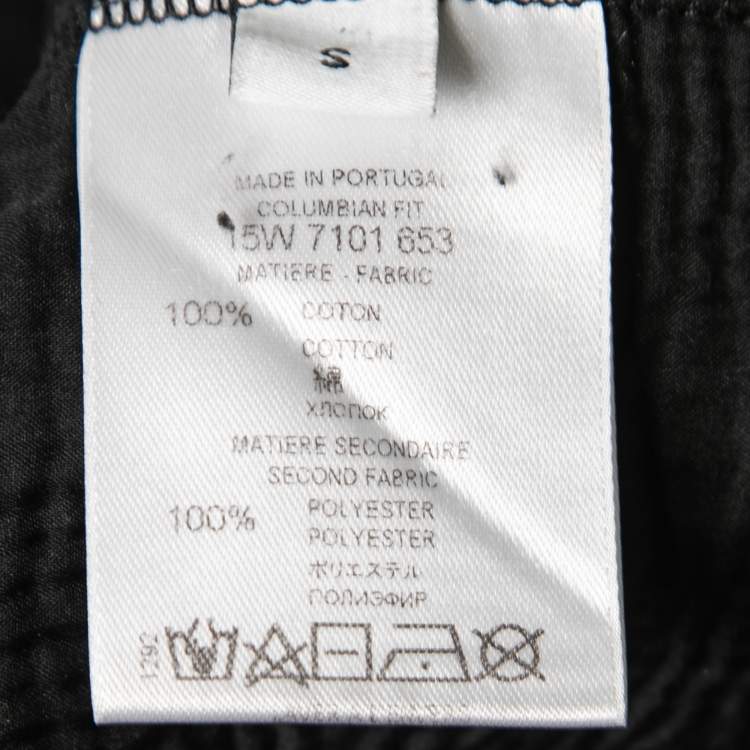 S
MADE IN PORTUGAL
COLUMBIAN FIT
15W 7101 653
MATIERE - FABRIC
100% COTON
COTTON
綿
ХЛОПОК
MATIERE SECONDAIRE
SECOND FABRIC
100% POLYESTER
POLYESTER
ポリエステル
ПОЛИЭФИР
1292